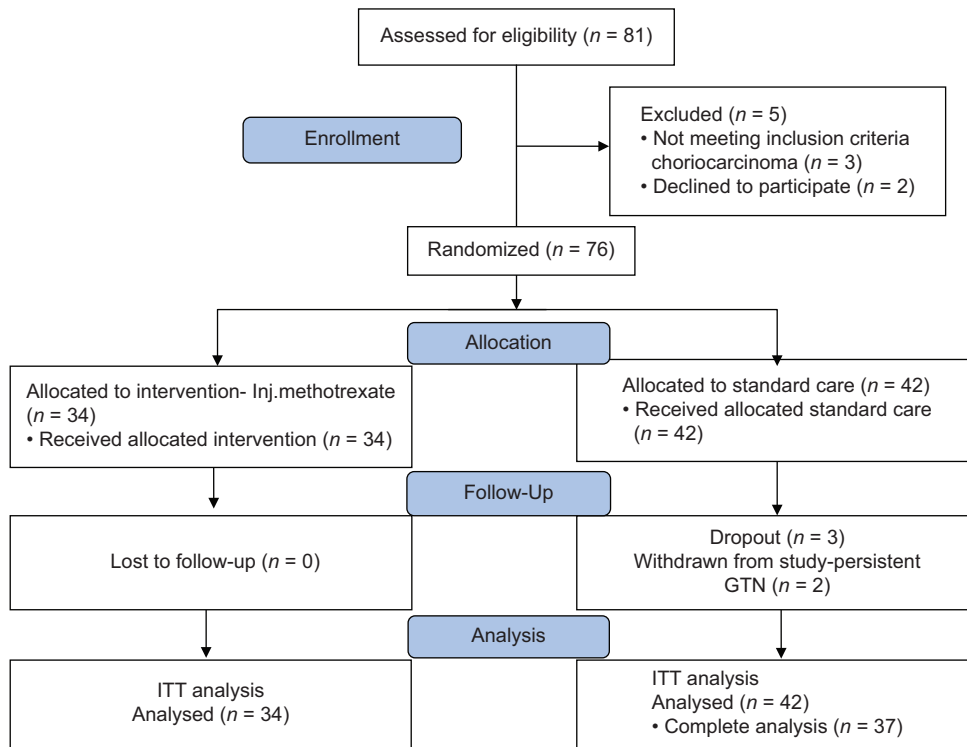 Assessed for eligibility (n = 81)
Enrollment
Excluded (n = 5)
• Not meeting inclusion criteria
choriocarcinoma (n = 3)
• Declined to participate (n = 2)
Randomized (n = 76)
Allocation
Allocated to intervention- Inj.methotrexate
(n = 34)
• Received allocated intervention (n = 34)
Allocated to standard care (n = 42)
• Received allocated standard care
(n = 42)
Follow-Up
Lost to follow-up (n = 0)
Dropout (n = 3)
Withdrawn from study-persistent
GTN (n = 2)
Analysis
ITT analysis
Analysed (n = 34)
ITT analysis
Analysed (n = 42)
• Complete analysis (n = 37)